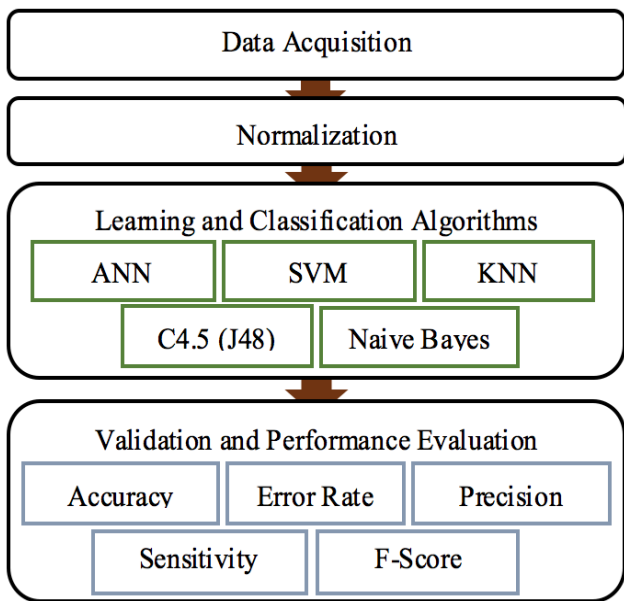 Data Acquisition
Normalization
Learning and Classification Algorithms
ANN SVM KNN
C4.5 (J48) Naive Bayes
Validation and Performance Evaluation
Accuracy Error Rate Precision
Sensitivity F-Score